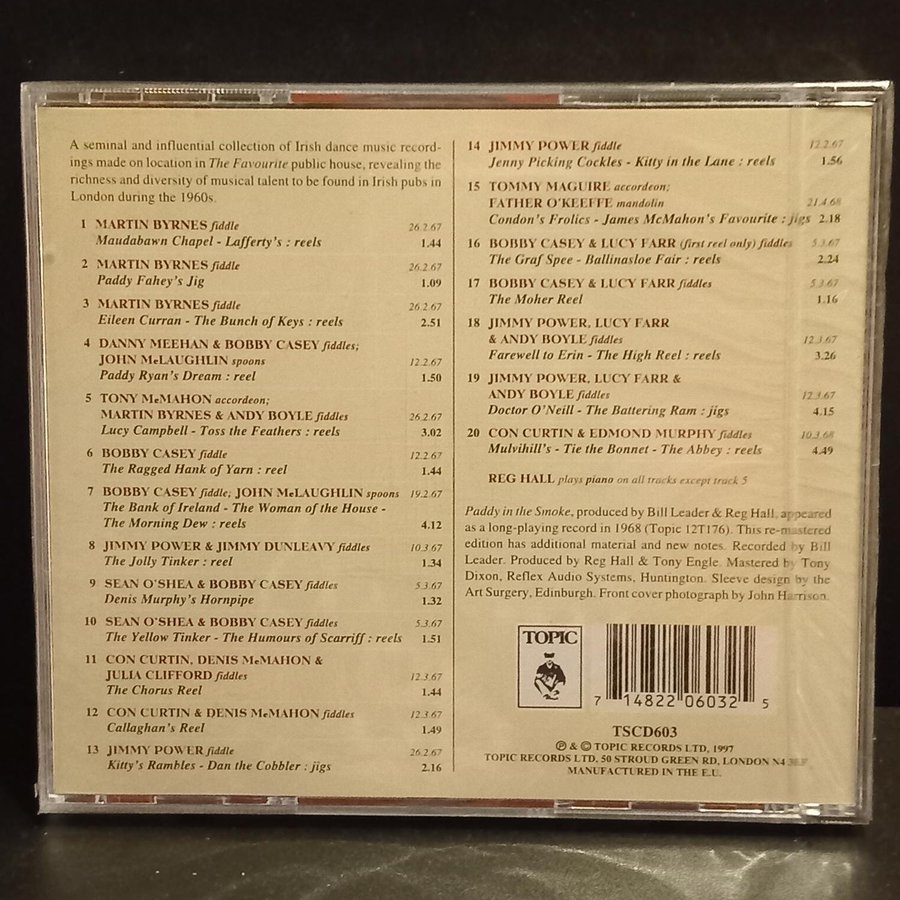 A seminal and influential collection of Irish dance music record-
ings made on location in The Favourite public house, revealing the
richness and diversity of musical talent to be found in Irish pubs in
London during the 1960s.
1 MARTIN BYRNES fiddle 26.2.67
Maudabawn Chapel - Lafferty's : reels 1.44
2 MARTIN BYRNES fiddle 26.2.67
Paddy Fahey's Jig 1.09
3 MARTIN BYRNES fiddle 26.2.67
Eileen Curran - The Bunch of Keys : reels 2.51
4 DANNY MEEHAN & BOBBY CASEY fiddles;
JOHN McLAUGHLIN spoons 12.2.67
Paddy Ryan's Dream : reel 1.50
5 TONY McMAHON accordeon;
MARTIN BYRNES & ANDY BOYLE fiddles 26.2.67
Lucy Campbell - Toss the Feathers : reels 3.02
6 BOBBY CASEY fiddle 12.2.67
The Ragged Hank of Yarn : reel 1.44
7 BOBBY CASEY fiddle; JOHN McLAUGHLIN spoons 19.2.67
The Bank of Ireland - The Woman of the House -
The Morning Dew : reels 4.12
8 JIMMY POWER & JIMMY DUNLEAVY fiddles 10.3.67
The Jolly Tinker : reel 1.34
9 SEAN O'SHEA & BOBBY CASEY fiddles 5.3.67
Denis Murphy's Hornpipe 1.32
10 SEAN O'SHEA & BOBBY CASEY fiddles 5.3.67
The Yellow Tinker - The Humours of Scarriff : reels 1.51
11 CON CURTIN, DENIS McMAHON &
JULIA CLIFFORD fiddles 12.3.67
The Chorus Reel 1.44
12 CON CURTIN & DENIS McMAHON fiddles 12.3.67
Callaghan's Reel 1.49
13 JIMMY POWER fiddle 26.2.67
Kitty's Rambles - Dan the Cobbler : jigs 2.16
14 JIMMY POWER fiddle 12.2.67
Jenny Picking Cockles - Kitty in the Lane : reels 1.56
15 TOMMY MAGUIRE accordeon;
FATHER O'KEEFFE mandolin 21.4.68
Condon's Frolics - James McMahon's Favourite : jigs 2.18
16 BOBBY CASEY & LUCY FARR (first reel only) fiddles 5.3.67
The Graf Spee - Ballinasloe Fair : reels 2.24
17 BOBBY CASEY & LUCY FARR fiddles 5.3.67
The Moher Reel 1.16
18 JIMMY POWER, LUCY FARR
& ANDY BOYLE fiddles 12.3.67
Farewell to Erin - The High Reel : reels 3.26
19 JIMMY POWER, LUCY FARR &
ANDY BOYLE fiddles 12.3.67
Doctor O'Neill - The Battering Ram : jigs 4.15
20 CON CURTIN & EDMOND MURPHY fiddles 10.3.68
Mulvihill's - Tie the Bonnet - The Abbey : reels 4.49
REG HALL plays piano on all tracks except track 5
Paddy in the Smoke, produced by Bill Leader & Reg Hall, appeared
as a long-playing record in 1968 (Topic 12T176). This re-mastered
edition has additional material and new notes. Recorded by Bill
Leader. Produced by Reg Hall & Tony Engle. Mastered by Tony
Dixon, Reflex Audio Systems, Huntington. Sleeve design by the
Art Surgery, Edinburgh. Front cover photograph by John Harrison.
TOPIC
7 14822 06032 5
TSCD603
℗ & © TOPIC RECORDS LTD, 1997
TOPIC RECORDS LTD, 50 STROUD GREEN RD, LONDON N4
MANUFACTURED IN THE E.U.